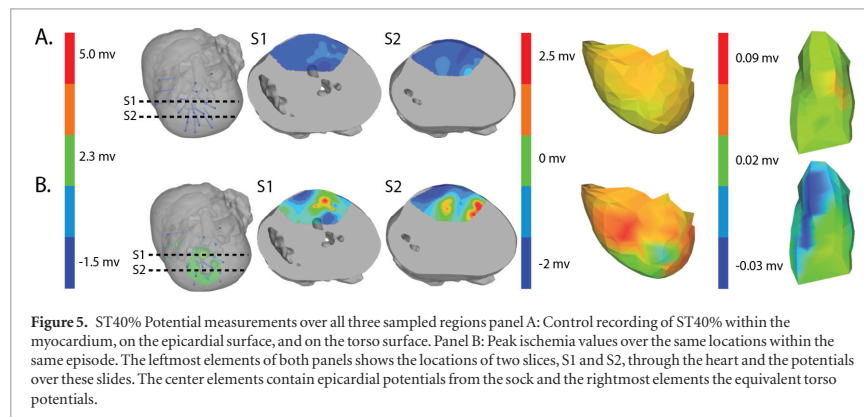 A.
5.0 mv
S1
S2
2.5 mv
0.09 mv
S1
S2
2.3 mv
0 mv
0.02 mv
B.
S1
S2
S1
S2
-1.5 mv
-2 mv
-0.03 mv
Figure 5. ST40% Potential measurements over all three sampled regions panel A: Control recording of ST40% within the
myocardium, on the epicardial surface, and on the torso surface. Panel B: Peak ischemia values over the same locations within the
same episode. The leftmost elements of both panels shows the locations of two slices, S1 and S2, through the heart and the potentials
over these slides. The center elements contain epicardial potentials from the sock and the rightmost elements the equivalent torso
potentials.